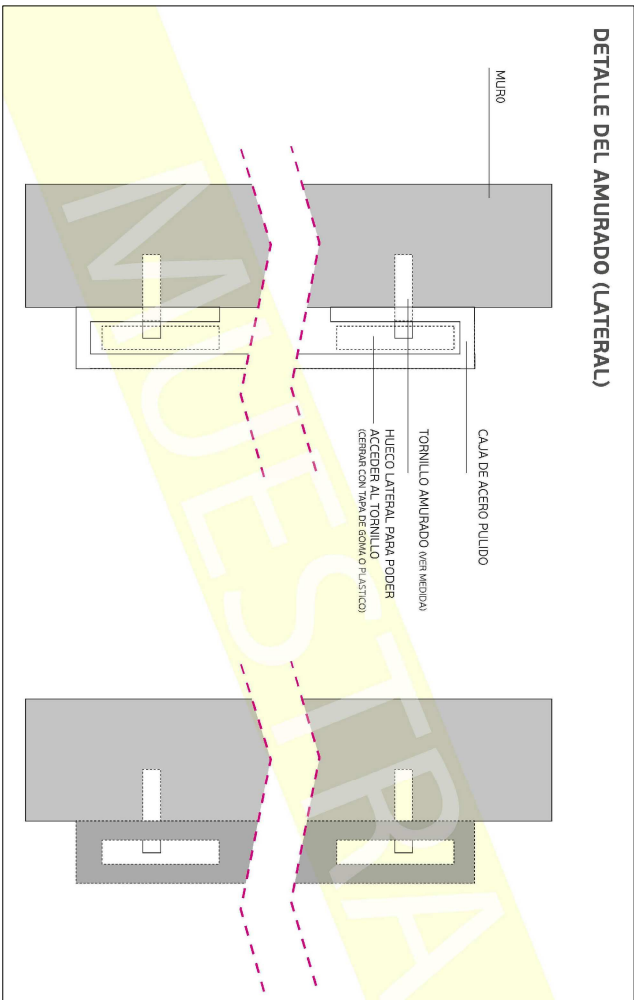 DETALLE DEL AMURADO (LATERAL)
MURO
CAJA DE ACERO PULIDO
TORNILLO AMURADO (VER MEDIDA)
HUECO LATERAL PARA PODER
ACCEDER AL TORNILLO
(CERRAR CON TAPA DE GOMA O PLASTICO)
MUESTRA